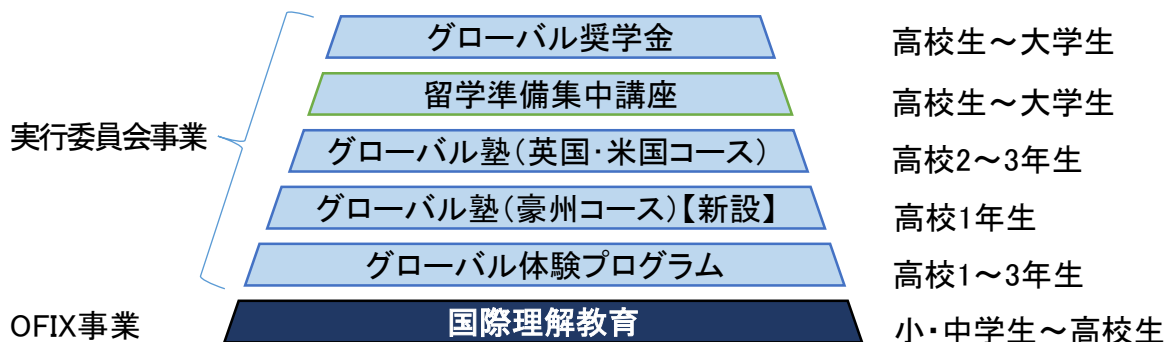 グローバル奨学金 高校生～大学生
留学準備集中講座 高校生～大学生
実行委員会事業
グローバル塾（英国・米国コース） 高校2～3年生
グローバル塾（豪州コース）【新設】 高校1年生
グローバル体験プログラム 高校1～3年生
OFIX事業 国際理解教育 小・中学生～高校生